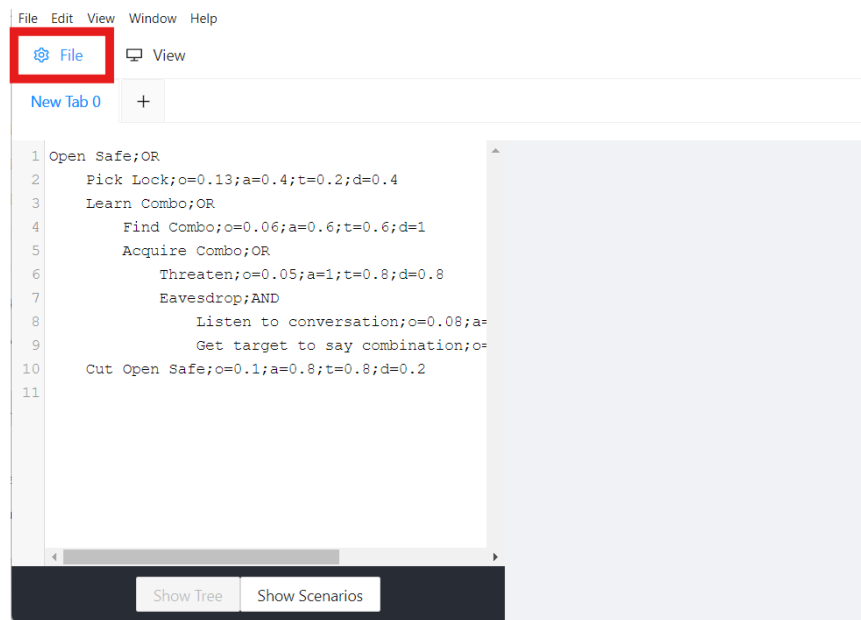 File Edit View Window Help
File View
New Tab 0 +
1 Open Safe;OR
2 Pick Lock;o=0.13;a=0.4;t=0.2;d=0.4
3 Learn Combo;OR
4 Find Combo;o=0.06;a=0.6;t=0.6;d=1
5 Acquire Combo;OR
6 Threaten;o=0.05;a=1;t=0.8;d=0.8
7 Eavesdrop;AND
8 Listen to conversation;o=0.08;a=
9 Get target to say combination;o=
10 Cut Open Safe;o=0.1;a=0.8;t=0.8;d=0.2
11
Show Tree Show Scenarios